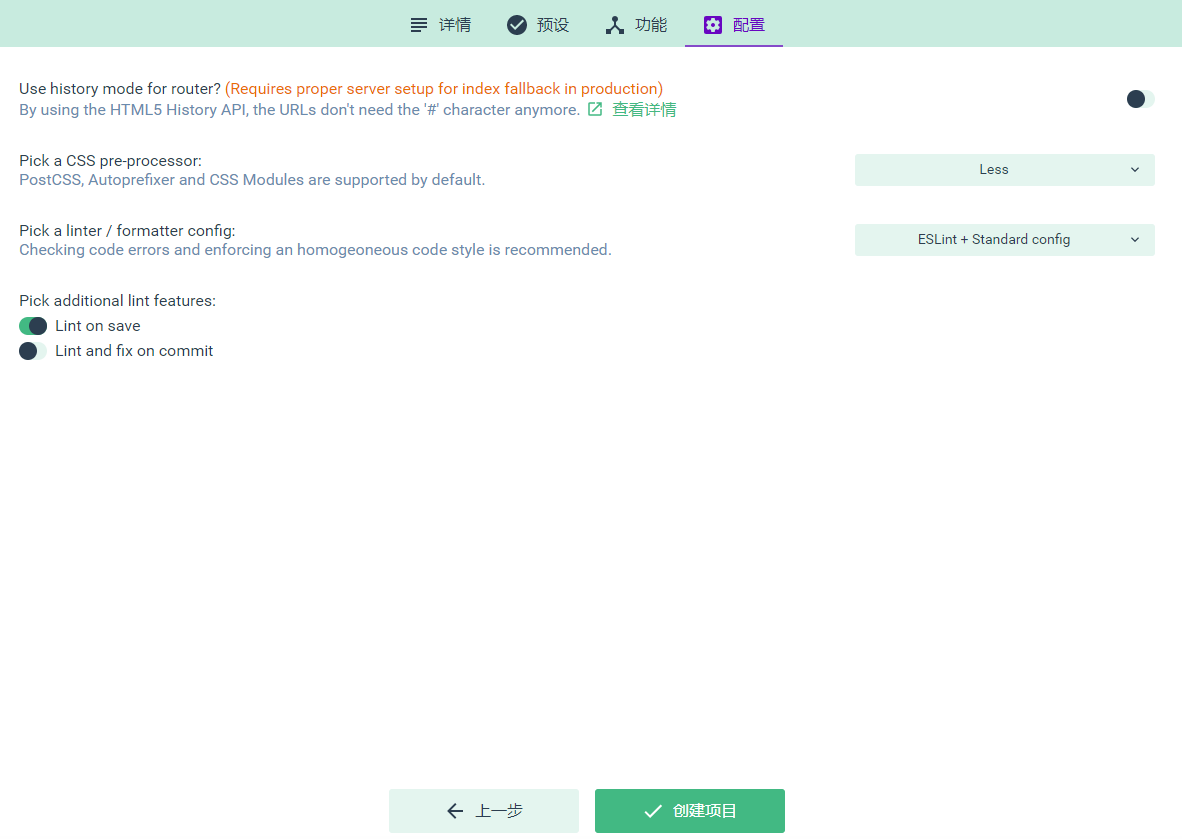 详情 预设 功能 配置
Use history mode for router? (Requires proper server setup for index fallback in production)
By using the HTML5 History API, the URLs don't need the '#' character anymore. 查看详情
Pick a CSS pre-processor:
PostCSS, Autoprefixer and CSS Modules are supported by default.
Less
Pick a linter / formatter config:
Checking code errors and enforcing an homogeoneous code style is recommended.
ESLint + Standard config
Pick additional lint features:
Lint on save
Lint and fix on commit
上一步 创建项目